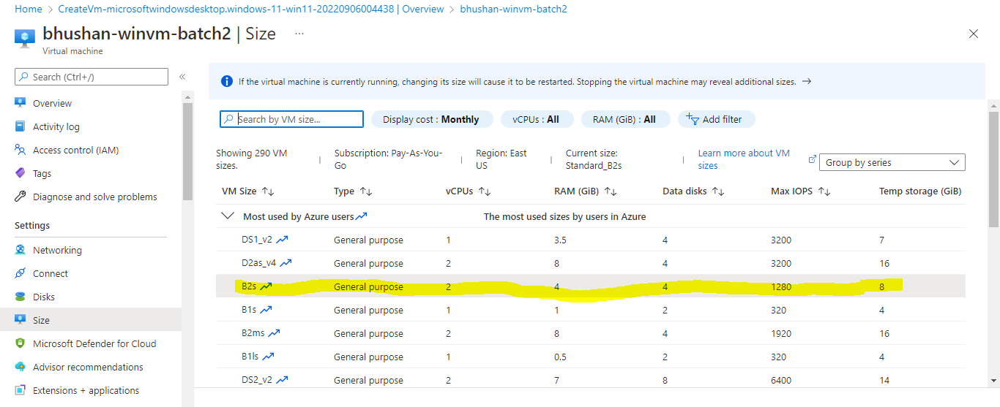 Home > CreateVm-microsoftwindowsdesktop.windows-11-win11-20220906004438 | Overview > bhushan-winvm-batch2
bhushan-winvm-batch2 | Size ...
Virtual machine
Search (Ctrl+/) «
Overview
Activity log
Access control (IAM)
Tags
Diagnose and solve problems
Settings
Networking
Connect
Disks
Size
Microsoft Defender for Cloud
Advisor recommendations
Extensions + applications
If the virtual machine is currently running, changing its size will cause it to be restarted. Stopping the virtual machine may reveal additional sizes. →
Search by VM size... Display cost : Monthly vCPUs : All RAM (GiB) : All Add filter
Showing 290 VM sizes. | Subscription: Pay-As-You-Go | Region: East US | Current size: Standard_B2s | Learn more about VM sizes Group by series
VM Size ↑↓ Type ↑↓ vCPUs ↑↓ RAM (GiB) ↑↓ Data disks ↑↓ Max IOPS ↑↓ Temp storage (GiB)
Most used by Azure users The most used sizes by users in Azure
DS1_v2 General purpose 1 3.5 4 3200 7
D2as_v4 General purpose 2 8 4 3200 16
B2s General purpose 2 4 4 1280 8
B1s General purpose 1 1 2 320 4
B2ms General purpose 2 8 4 1920 16
B1ls General purpose 1 0.5 2 320 4
DS2_v2 General purpose 2 7 8 6400 14